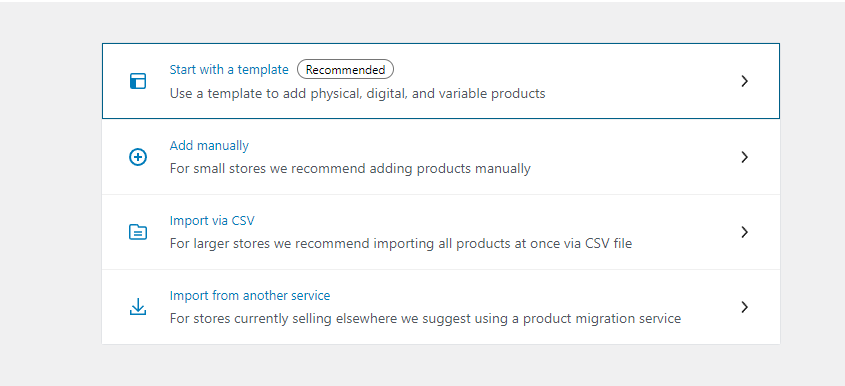 Start with a template Recommended
Use a template to add physical, digital, and variable products
Add manually
For small stores we recommend adding products manually
Import via CSV
For larger stores we recommend importing all products at once via CSV file
Import from another service
For stores currently selling elsewhere we suggest using a product migration service